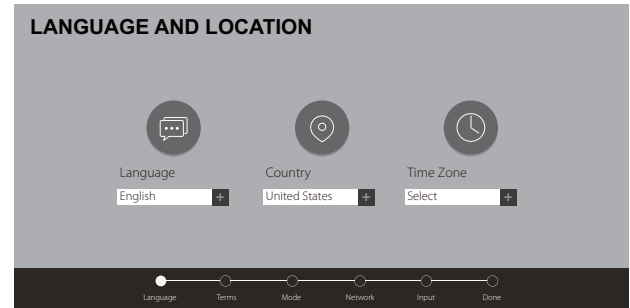 LANGUAGE AND LOCATION
Language Country Time Zone
English + United States + Select +
Language Terms Mode Network Input Done